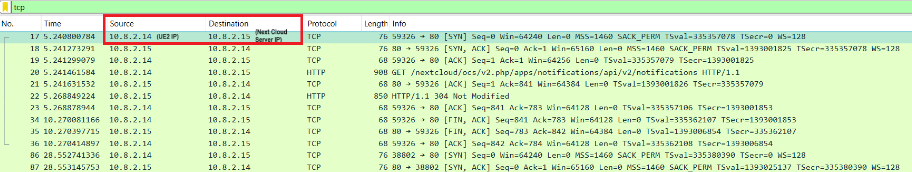 tcp
No. Time Source Destination Protocol Length Info
17 5.240800784 10.8.2.14 (UE2 IP) 10.8.2.15 (Next Cloud Server IP) TCP 76 59326 → 80 [SYN] Seq=0 Win=64240 Len=0 MSS=1460 SACK_PERM TSval=335357078 TSecr=0 WS=128
18 5.241273291 10.8.2.15 10.8.2.14 TCP 76 80 → 59326 [SYN, ACK] Seq=0 Ack=1 Win=65160 Len=0 MSS=1460 SACK_PERM TSval=1393001825 TSecr=335357078 WS=128
19 5.241299079 10.8.2.14 10.8.2.15 TCP 68 59326 → 80 [ACK] Seq=1 Ack=1 Win=64256 Len=0 TSval=335357079 TSecr=1393001825
20 5.241461584 10.8.2.14 10.8.2.15 HTTP 908 GET /nextcloud/ocs/v2.php/apps/notifications/api/v2/notifications HTTP/1.1
21 5.241631532 10.8.2.15 10.8.2.14 TCP 68 80 → 59326 [ACK] Seq=1 Ack=841 Win=64384 Len=0 TSval=1393001826 TSecr=335357079
22 5.268849224 10.8.2.15 10.8.2.14 HTTP 850 HTTP/1.1 304 Not Modified
23 5.268878944 10.8.2.14 10.8.2.15 TCP 68 59326 → 80 [ACK] Seq=841 Ack=783 Win=64128 Len=0 TSval=335357106 TSecr=1393001853
34 10.270081166 10.8.2.14 10.8.2.15 TCP 68 59326 → 80 [FIN, ACK] Seq=841 Ack=783 Win=64128 Len=0 TSval=335362107 TSecr=1393001853
35 10.270397715 10.8.2.15 10.8.2.14 TCP 68 80 → 59326 [FIN, ACK] Seq=783 Ack=842 Win=64384 Len=0 TSval=1393006854 TSecr=335362107
36 10.270414897 10.8.2.14 10.8.2.15 TCP 68 59326 → 80 [ACK] Seq=842 Ack=784 Win=64128 Len=0 TSval=335362108 TSecr=1393006854
86 28.552741336 10.8.2.14 10.8.2.15 TCP 76 38802 → 80 [SYN] Seq=0 Win=64240 Len=0 MSS=1460 SACK_PERM TSval=335380390 TSecr=0 WS=128
87 28.553145753 10.8.2.15 10.8.2.14 TCP 76 80 → 38802 [SYN, ACK] Seq=0 Ack=1 Win=65160 Len=0 MSS=1460 SACK_PERM TSval=1393025137 TSecr=335380390 WS=128